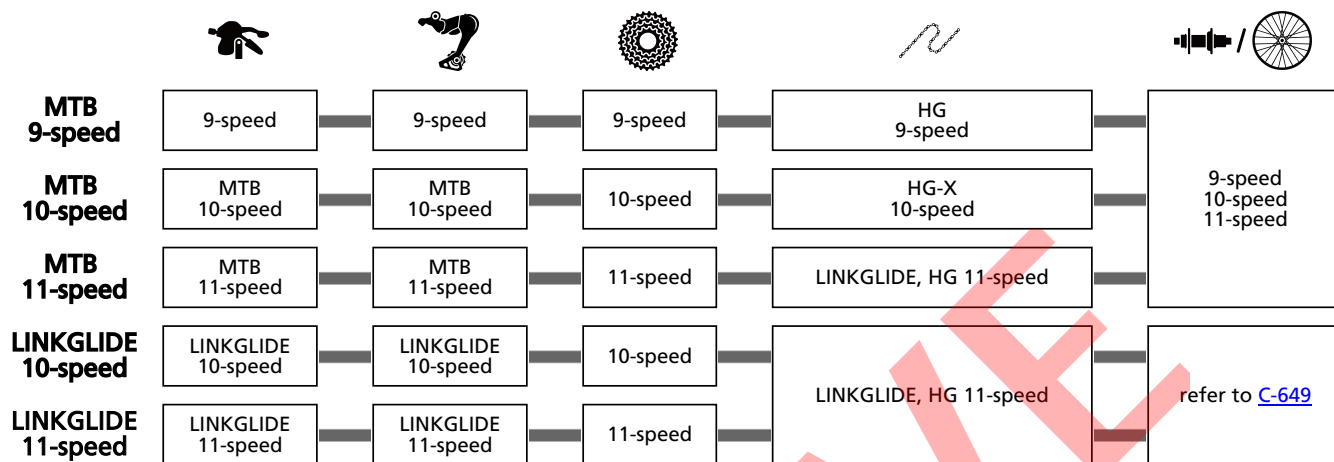 MTB
9-speed
9-speed
9-speed
9-speed
HG
9-speed
9-speed
10-speed
11-speed
MTB
10-speed
MTB
10-speed
MTB
10-speed
10-speed
HG-X
10-speed
MTB
11-speed
MTB
11-speed
MTB
11-speed
11-speed
LINKGLIDE, HG 11-speed
LINKGLIDE
10-speed
LINKGLIDE
10-speed
LINKGLIDE
10-speed
10-speed
LINKGLIDE, HG 11-speed
refer to C-649
LINKGLIDE
11-speed
LINKGLIDE
11-speed
LINKGLIDE
11-speed
11-speed
VE